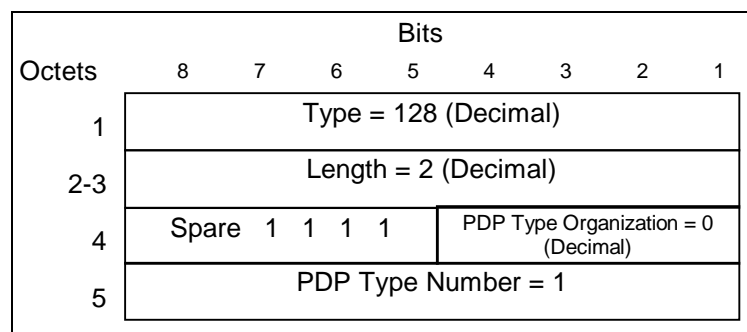 Bits
Octets 8 7 6 5 4 3 2 1
1 Type = 128 (Decimal)
2-3 Length = 2 (Decimal)
4 Spare 1 1 1 1 PDP Type Organization = 0
(Decimal)
5 PDP Type Number = 1